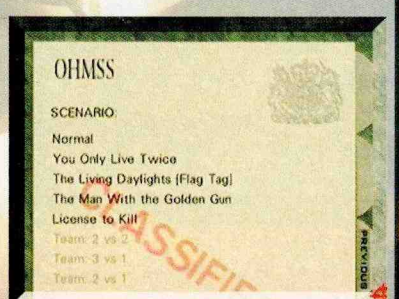 OHMSS
SCENARIO:
Normal
You Only Live Twice
The Living Daylights [Flag Tag]
The Man With the Golden Gun
License to Kill
Team: 2 vs 2
Team: 3 vs 1
Team: 2 vs 1
CLASSIFIE
PREVIOUS